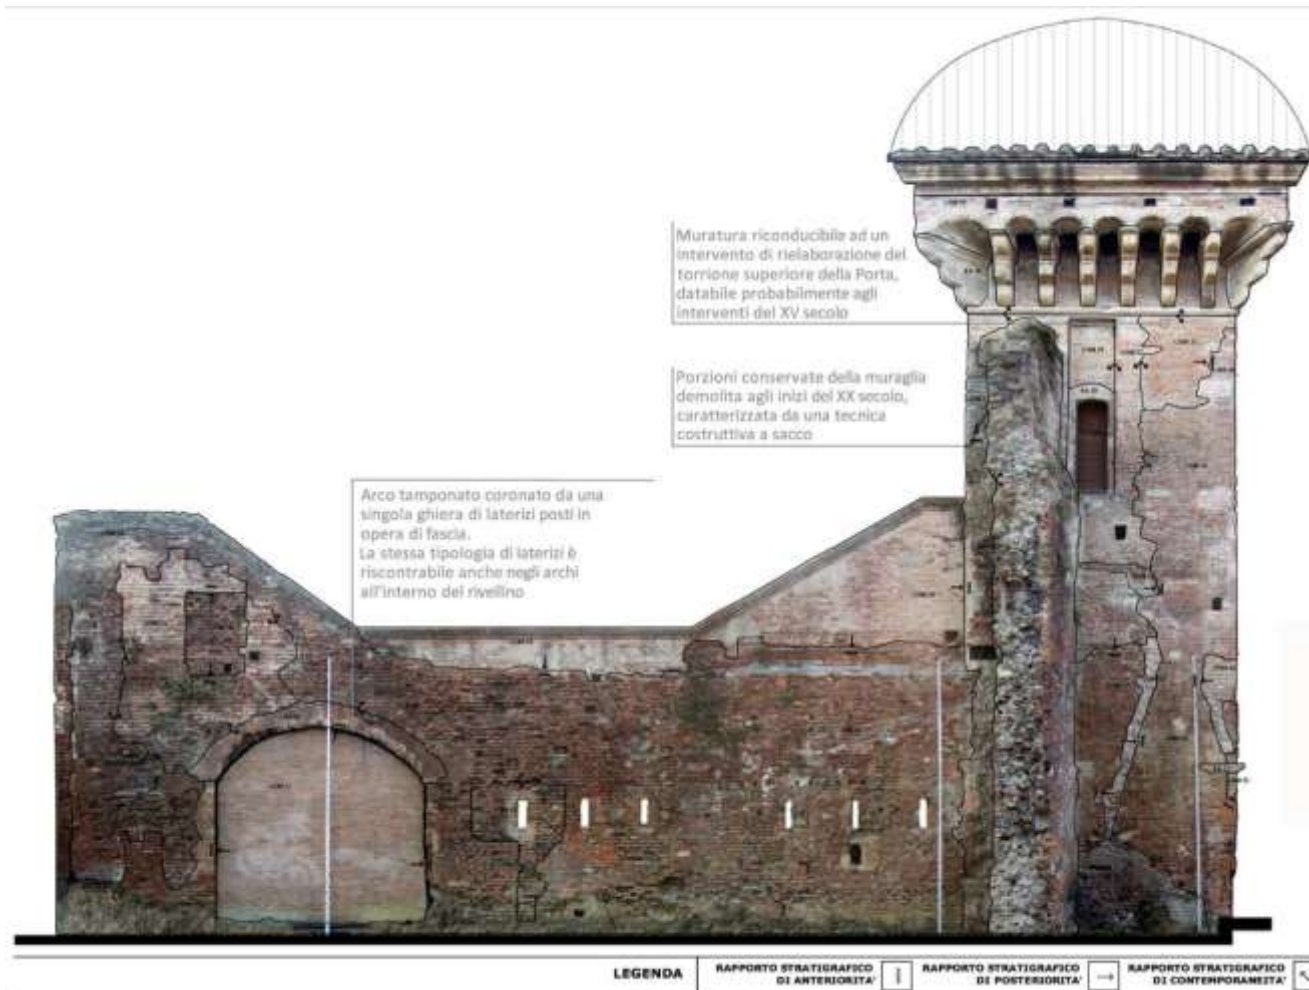 Muratura riconducibile ad un
intervento di rielaborazione del
torrione superiore della Porta,
databile probabilmente agli
interventi del XV secolo
Porzioni conservate della muraglia
demolita agli inizi del XX secolo,
caratterizzata da una tecnica
costruttiva a sacco
Arco tamponato coronato da una
singola ghiera di laterizi posti in
opera di fascia.
La stessa tipologia di laterizi è
riscontrabile anche negli archi
all'interno del rivellino
LEGENDA
RAPPORTO STRATIGRAFICO
DI ANTERIORITA'
RAPPORTO STRATIGRAFICO
DI POSTERIORITA'
RAPPORTO STRATIGRAFICO
DI CONTEMPORANEITA'